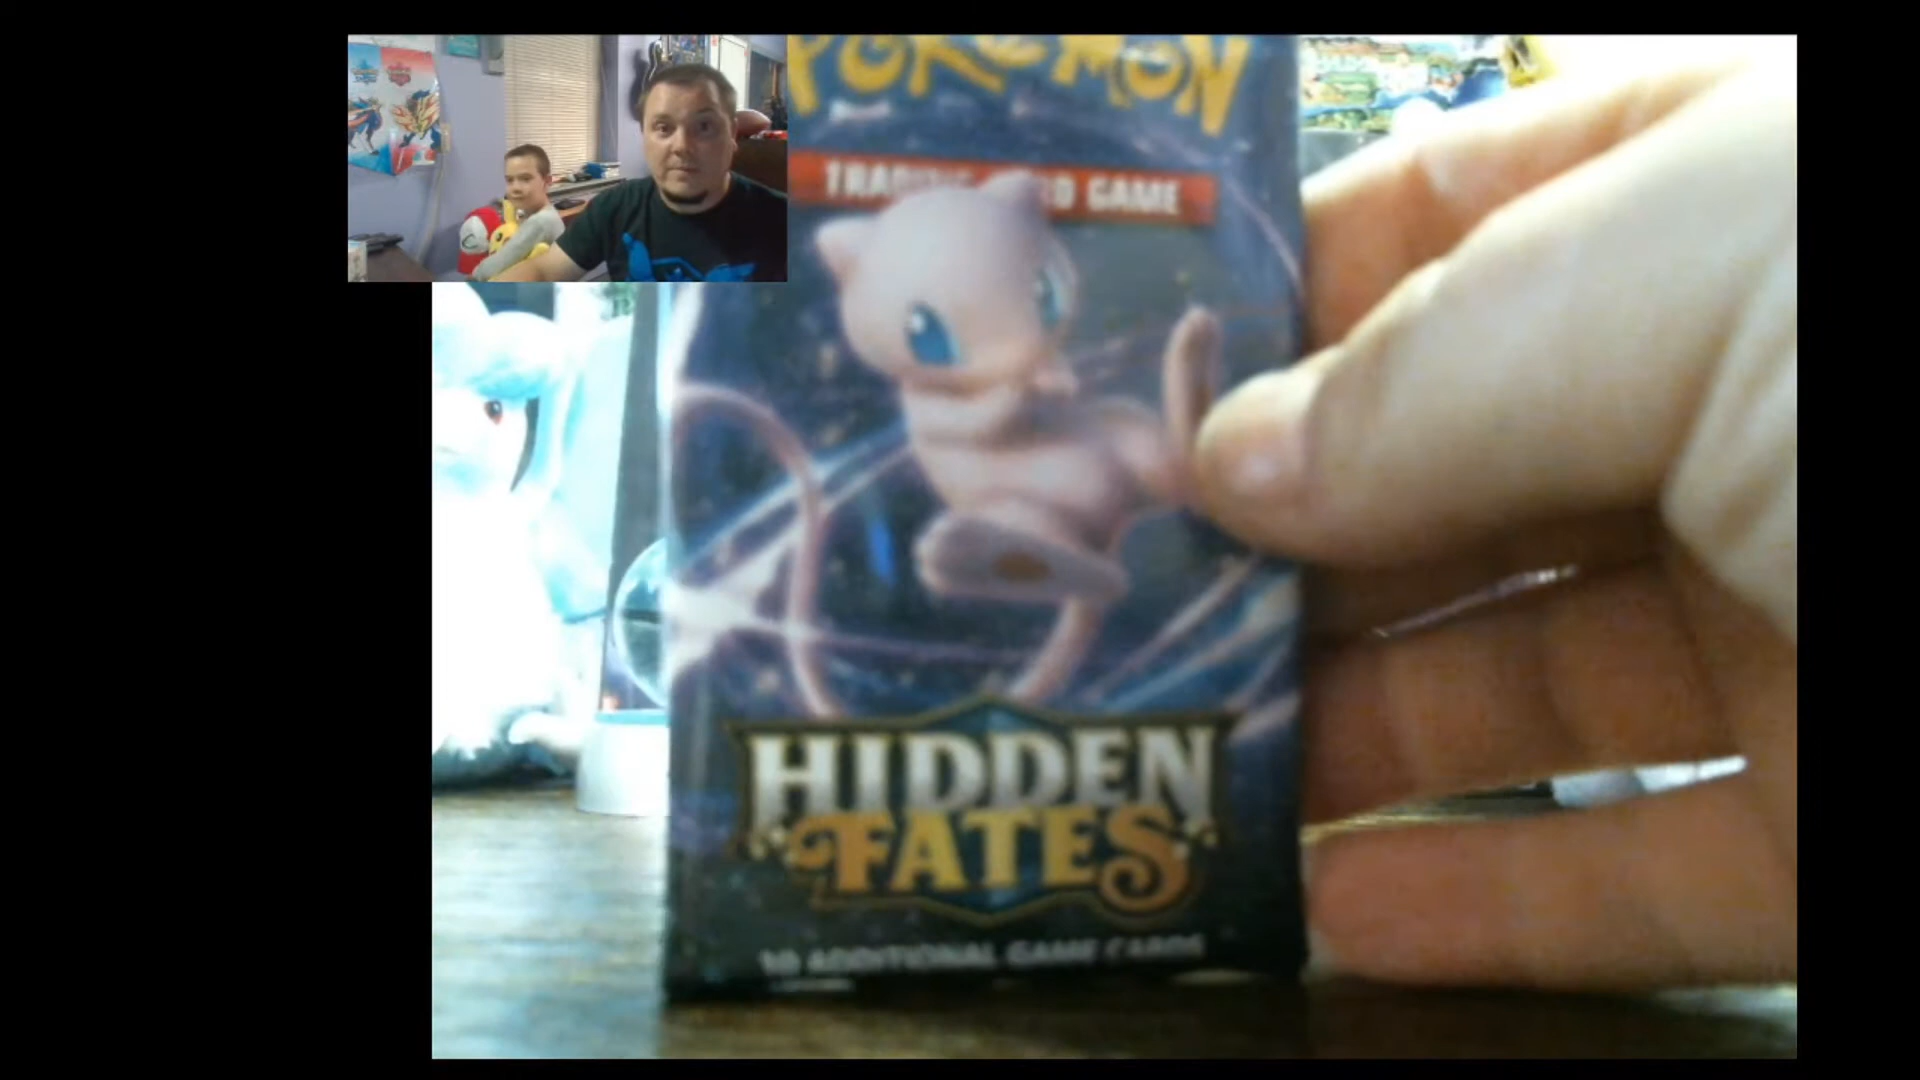 POKÉMON
TRADING CARD GAME
HIDDEN
FATES
10 ADDITIONAL GAME CARDS